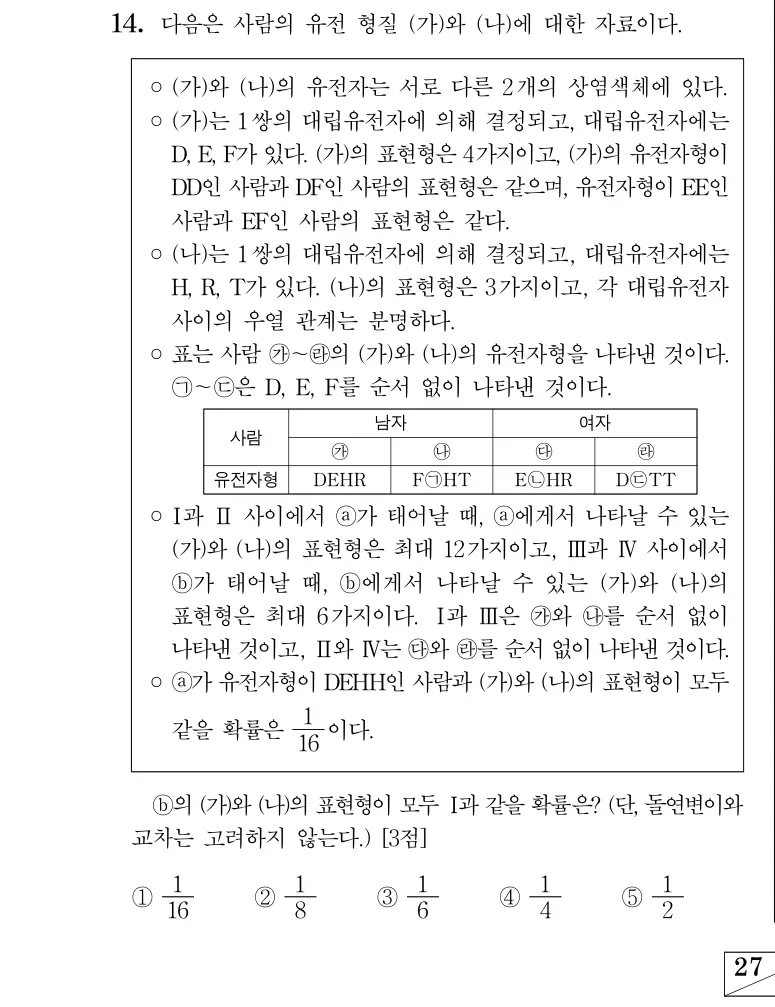 14. 다음은 사람의 유전 형질 (가)와 (나)에 대한 자료이다.
○ (가)와 (나)의 유전자는 서로 다른 2개의 상염색체에 있다.
○ (가)는 1쌍의 대립유전자에 의해 결정되고, 대립유전자에는
D, E, F가 있다. (가)의 표현형은 4가지이고, (가)의 유전자형이
DD인 사람과 DF인 사람의 표현형은 같으며, 유전자형이 EE인
사람과 EF인 사람의 표현형은 같다.
○ (나)는 1쌍의 대립유전자에 의해 결정되고, 대립유전자에는
H, R, T가 있다. (나)의 표현형은 3가지이고, 각 대립유전자
사이의 우열 관계는 분명하다.
○ 표는 사람 ㉮~㉱의 (가)와 (나)의 유전자형을 나타낸 것이다.
㉠~㉢은 D, E, F를 순서 없이 나타낸 것이다.
사람 남자 여자
㉮ ㉯ ㉰ ㉱
유전자형 DEHR F㉠HT E㉡HR D㉢TT
○ Ⅰ과 Ⅱ 사이에서 ⓐ가 태어날 때, ⓐ에게서 나타날 수 있는
(가)와 (나)의 표현형은 최대 12가지이고, Ⅲ과 Ⅳ 사이에서
ⓑ가 태어날 때, ⓑ에게서 나타날 수 있는 (가)와 (나)의
표현형은 최대 6가지이다. Ⅰ과 Ⅲ은 ㉮와 ㉯를 순서 없이
나타낸 것이고, Ⅱ와 Ⅳ는 ㉰와 ㉱를 순서 없이 나타낸 것이다.
○ ⓐ가 유전자형이 DEHH인 사람과 (가)와 (나)의 표현형이 모두
같을 확률은 1/16이다.
ⓑ의 (가)와 (나)의 표현형이 모두 Ⅰ과 같을 확률은? (단, 돌연변이와
교차는 고려하지 않는다.) [3점]
① 1/16 ② 1/8 ③ 1/6 ④ 1/4 ⑤ 1/2
27